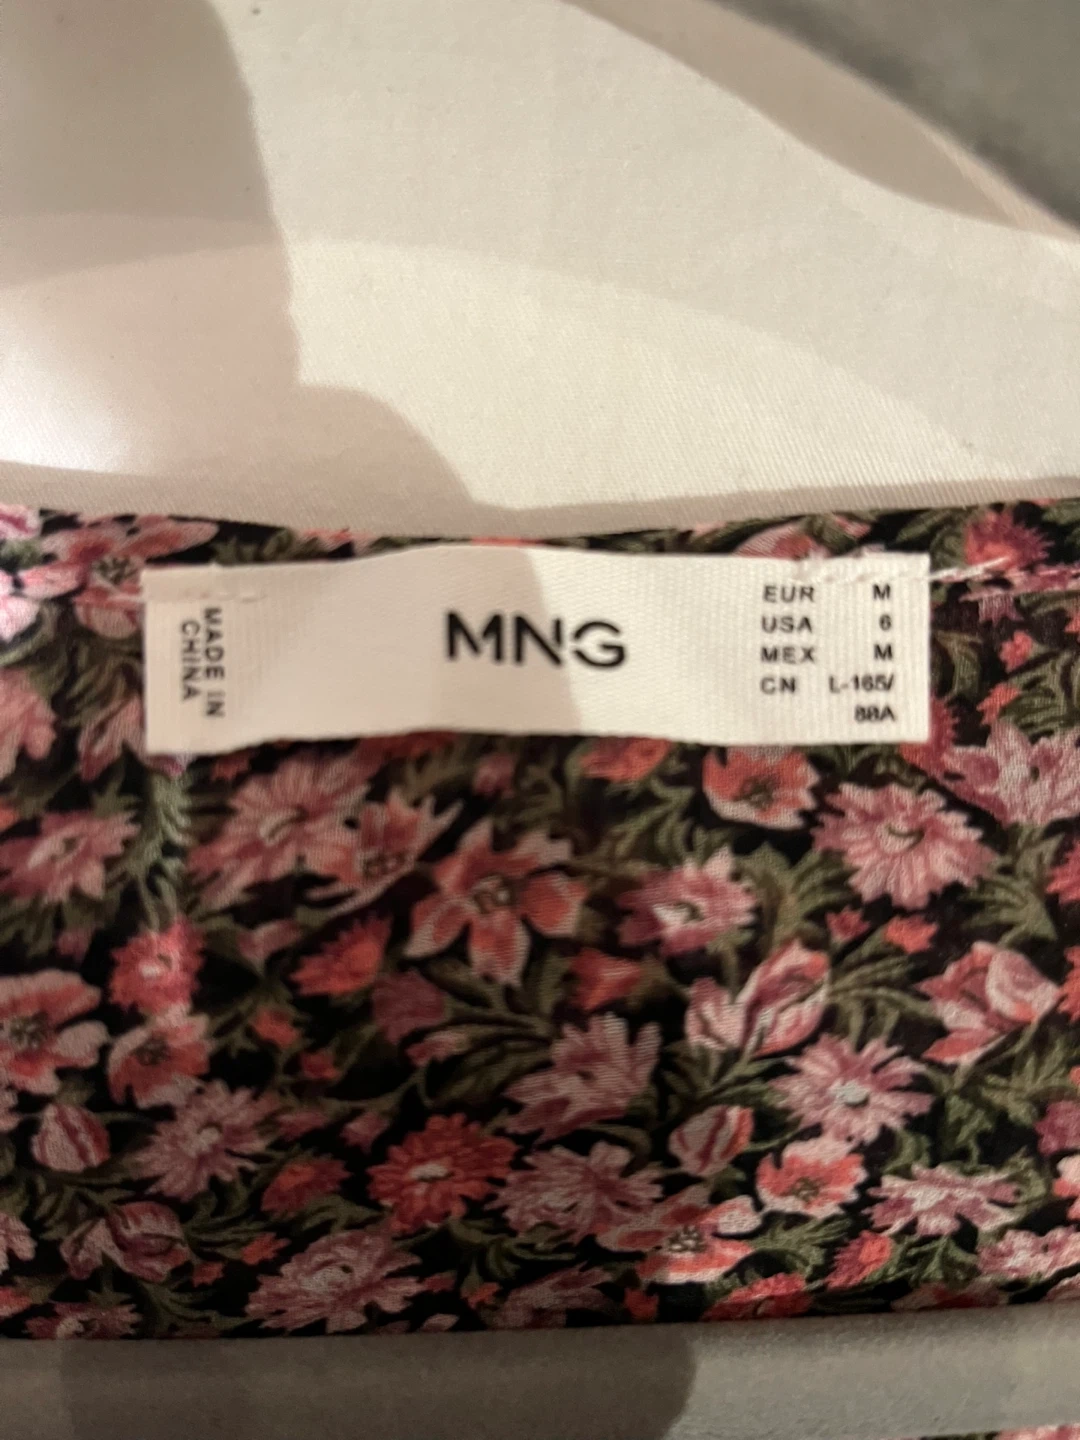 MADE IN
CHINA
MNG
EUR M
USA 6
MEX M
CN L-165/
88A